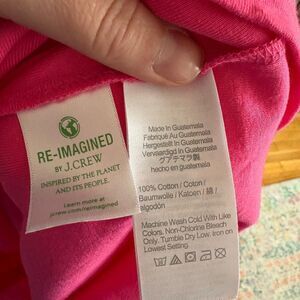 RE-IMAGINED
BY J.CREW
INSPIRED BY THE PLANET
AND ITS PEOPLE.
Learn more at
jcrew.com/reimagined
Made In Guatemala
Fabriqué Au Guatemala
Hergestellt In Guatemala
Vervaardigd In Guatemala
グアテマラ製
hecho en guatemala
100% Cotton / Coton /
Baumwolle / Katoen / 綿 /
algodón
Machine Wash Cold With Like
Colors. Non-Chlorine Bleach
Only. Tumble Dry Low. Iron on
Cotton.